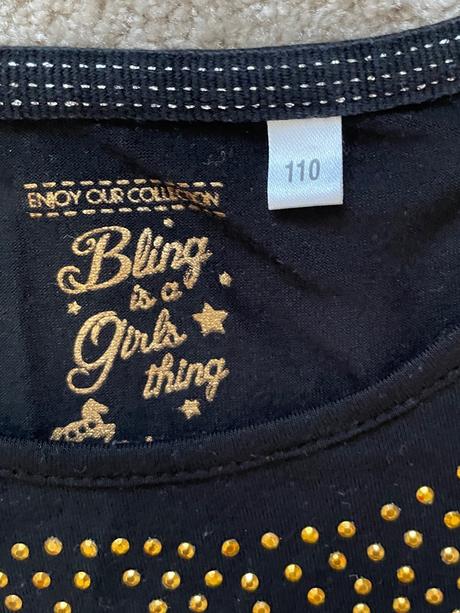 110
ENJOY OUR COLLECTION
Bling
is a
Girls
thing